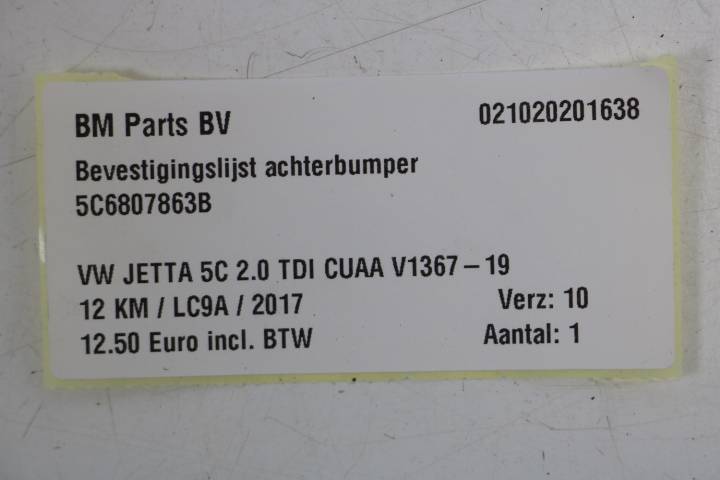 BM Parts BV 021020201638
Bevestigingslijst achterbumper
5C6807863B
VW JETTA 5C 2.0 TDI CUAA V1367-19
12 KM / LC9A / 2017 Verz: 10
12.50 Euro incl. BTW Aantal: 1